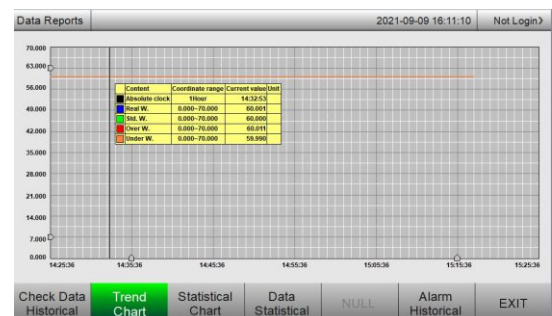 Data Reports 2021-09-09 16:11:10 Not Login>
70.000
63.000
56.000
49.000
42.000
35.000
28.000
21.000
14.000
7.000
0.000
Content Coordinate range Current value Unit
Absolute clock 1Hour 14:32:53
Real W. 0.000~70.000 60.001
Std. W. 0.000~70.000 60.000
Over W. 0.000~70.000 60.011
Under W. 0.000~70.000 59.990
14:25:36 14:35:36 14:45:36 14:55:36 15:05:36 15:15:36 15:25:36
Check Data Historical
Trend Chart
Statistical Chart
Data Statistical
NULL
Alarm Historical
EXIT